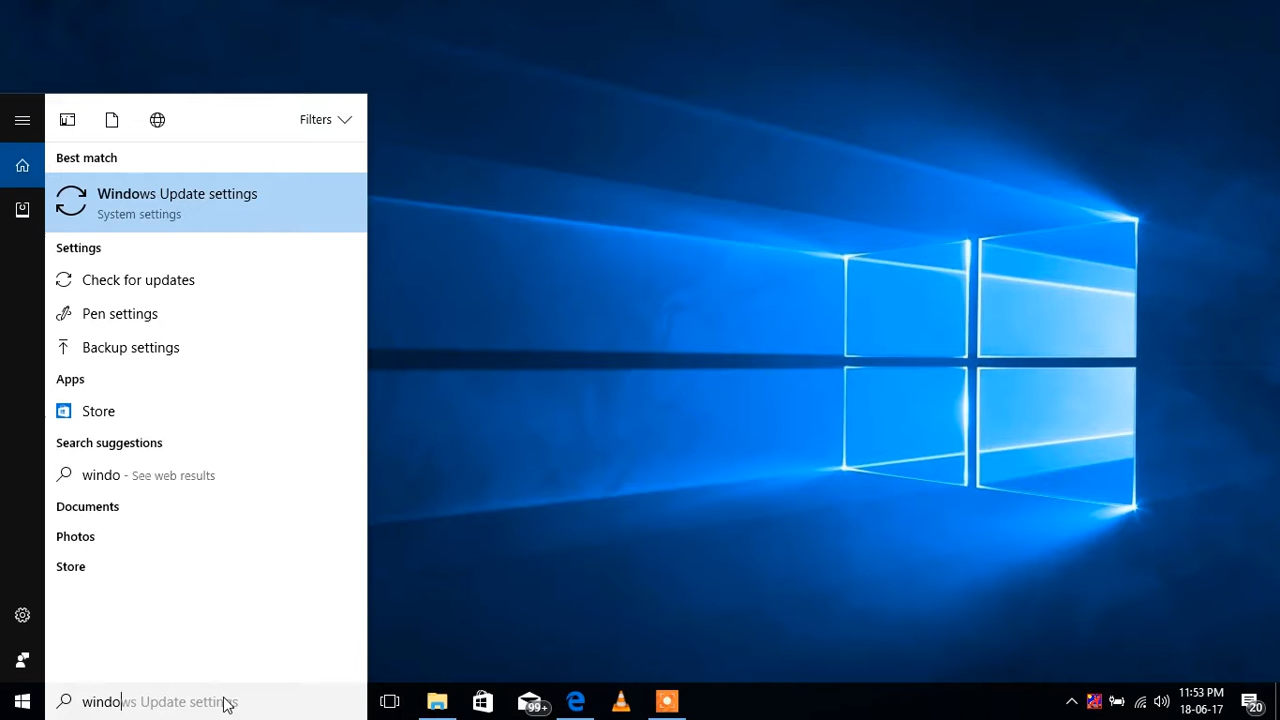 Filters
Best match
Windows Update settings
System settings
Settings
Check for updates
Pen settings
Backup settings
Apps
Store
Search suggestions
windo - See web results
Documents
Photos
Store
windows Update settings
99+
11:53 PM
18-06-17
20